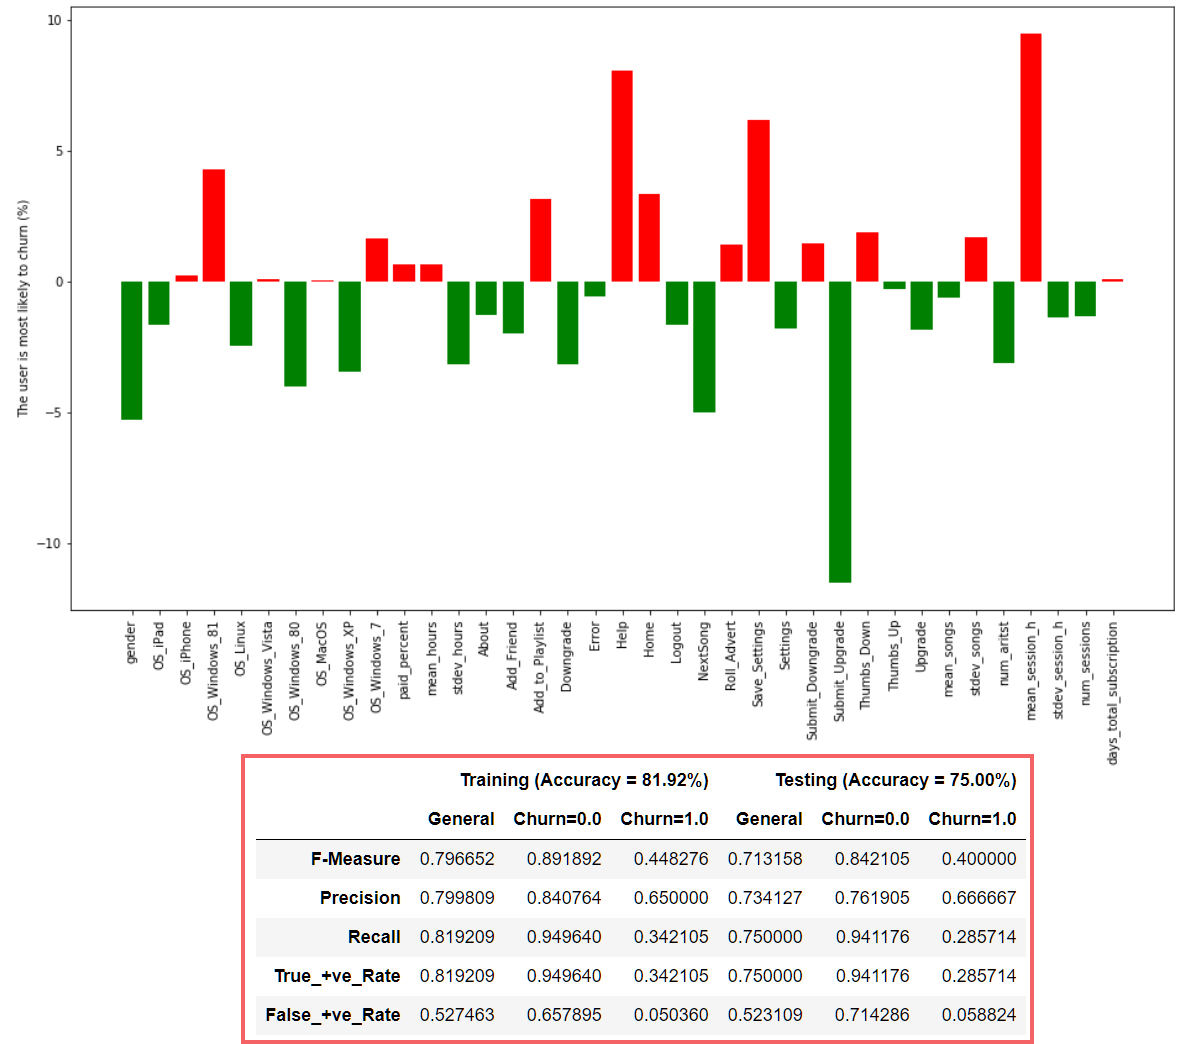 10
5
0
−5
−10
The user is most likely to churn (%)
gender
OS_iPad
OS_iPhone
OS_Windows_81
OS_Linux
OS_Windows_Vista
OS_Windows_80
OS_MacOS
OS_Windows_XP
OS_Windows_7
paid_percent
mean_hours
stdev_hours
About
Add_Friend
Add_to_Playlist
Downgrade
Error
Help
Home
Logout
NextSong
Roll_Advert
Save_Settings
Settings
Submit_Downgrade
Submit_Upgrade
Thumbs_Down
Thumbs_Up
Upgrade
mean_songs
stdev_songs
num_aritst
mean_session_h
stdev_session_h
num_sessions
days_total_subscription
Training (Accuracy = 81.92%) Testing (Accuracy = 75.00%)
General Churn=0.0 Churn=1.0 General Churn=0.0 Churn=1.0
F-Measure 0.796652 0.891892 0.448276 0.713158 0.842105 0.400000
Precision 0.799809 0.840764 0.650000 0.734127 0.761905 0.666667
Recall 0.819209 0.949640 0.342105 0.750000 0.941176 0.285714
True_+ve_Rate 0.819209 0.949640 0.342105 0.750000 0.941176 0.285714
False_+ve_Rate 0.527463 0.657895 0.050360 0.523109 0.714286 0.058824